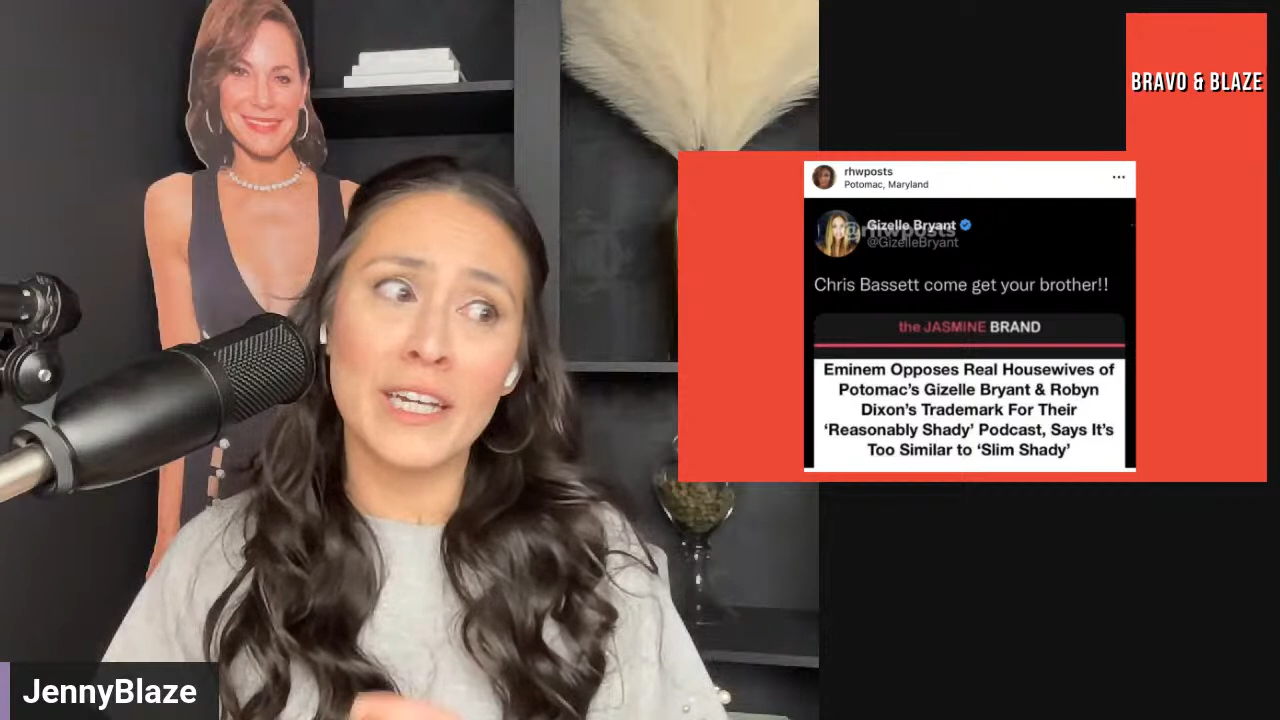 BRAVO & BLAZE
rhwposts
Potomac, Maryland
Gizelle Bryant
@rhwposts
@GizelleBryant
Chris Bassett come get your brother!!
the JASMINE BRAND
Eminem Opposes Real Housewives of
Potomac's Gizelle Bryant & Robyn
Dixon's Trademark For Their
‘Reasonably Shady’ Podcast, Says It's
Too Similar to ‘Slim Shady’
JennyBlaze